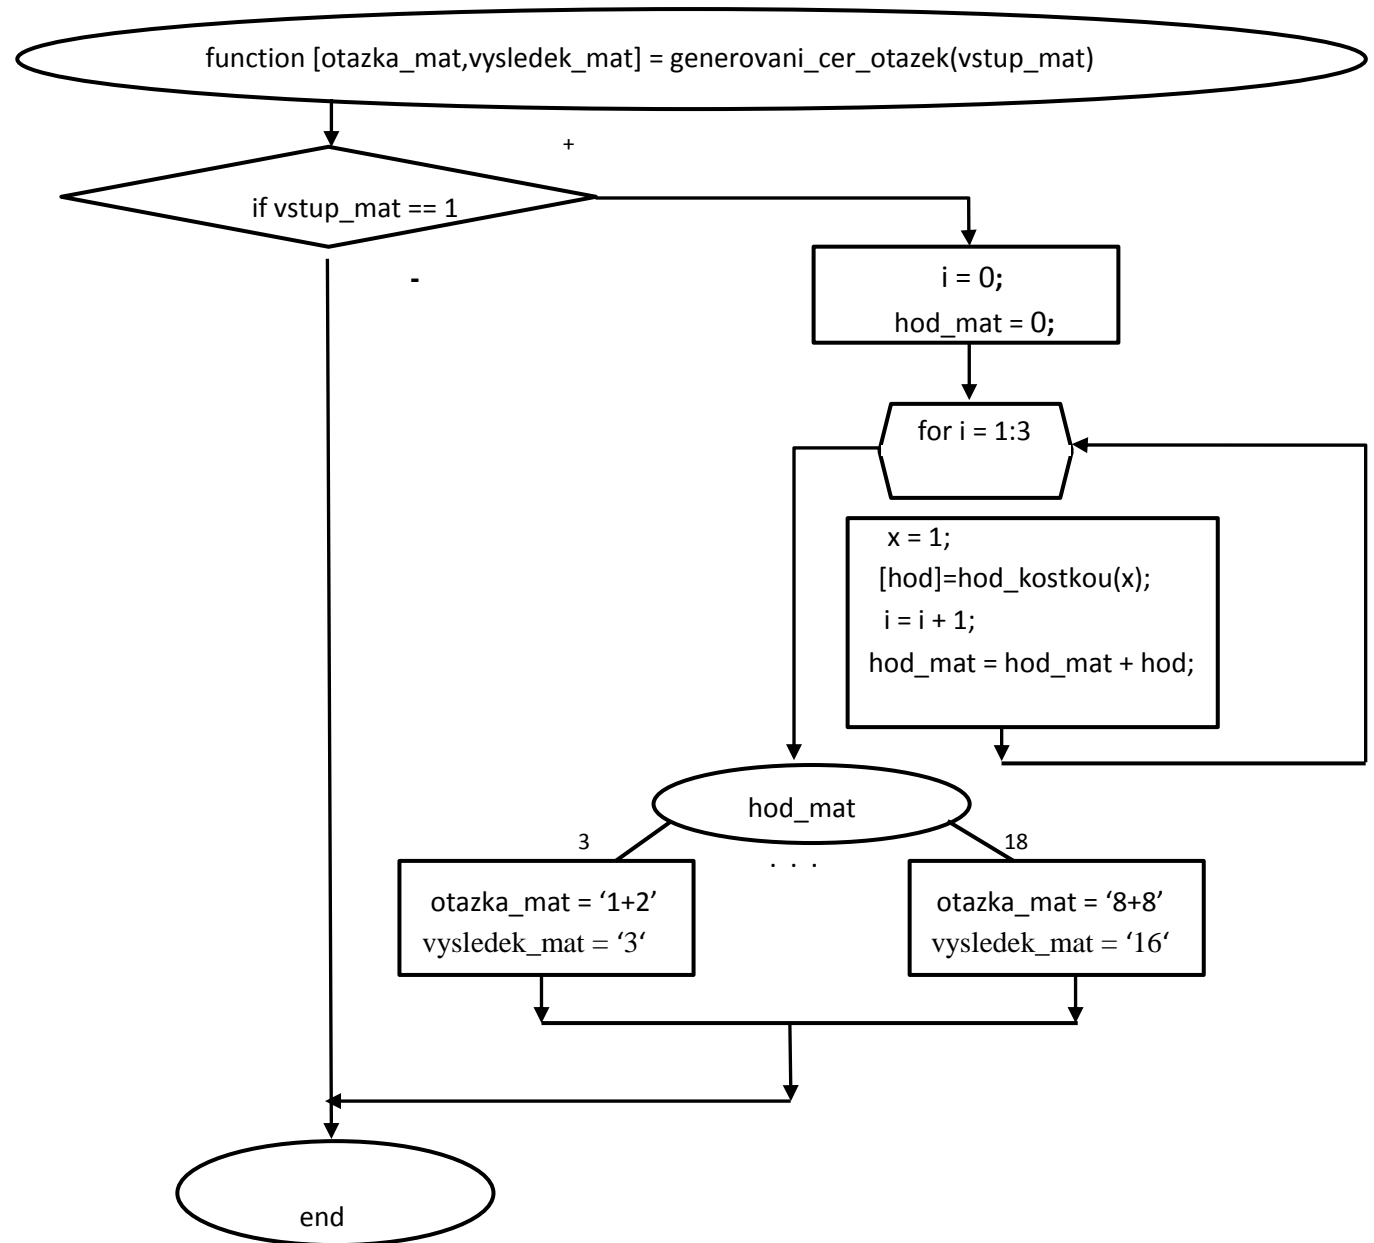 function [otazka_mat,vysledek_mat] = generovani_cer_otazek(vstup_mat)
+
if vstup_mat == 1
-
i = 0;
hod_mat = 0;
for i = 1:3
x = 1;
[hod]=hod_kostkou(x);
i = i + 1;
hod_mat = hod_mat + hod;
hod_mat
3
. . .
18
otazka_mat = ‘1+2’
vysledek_mat = ‘3‘
otazka_mat = ‘8+8’
vysledek_mat = ‘16‘
end